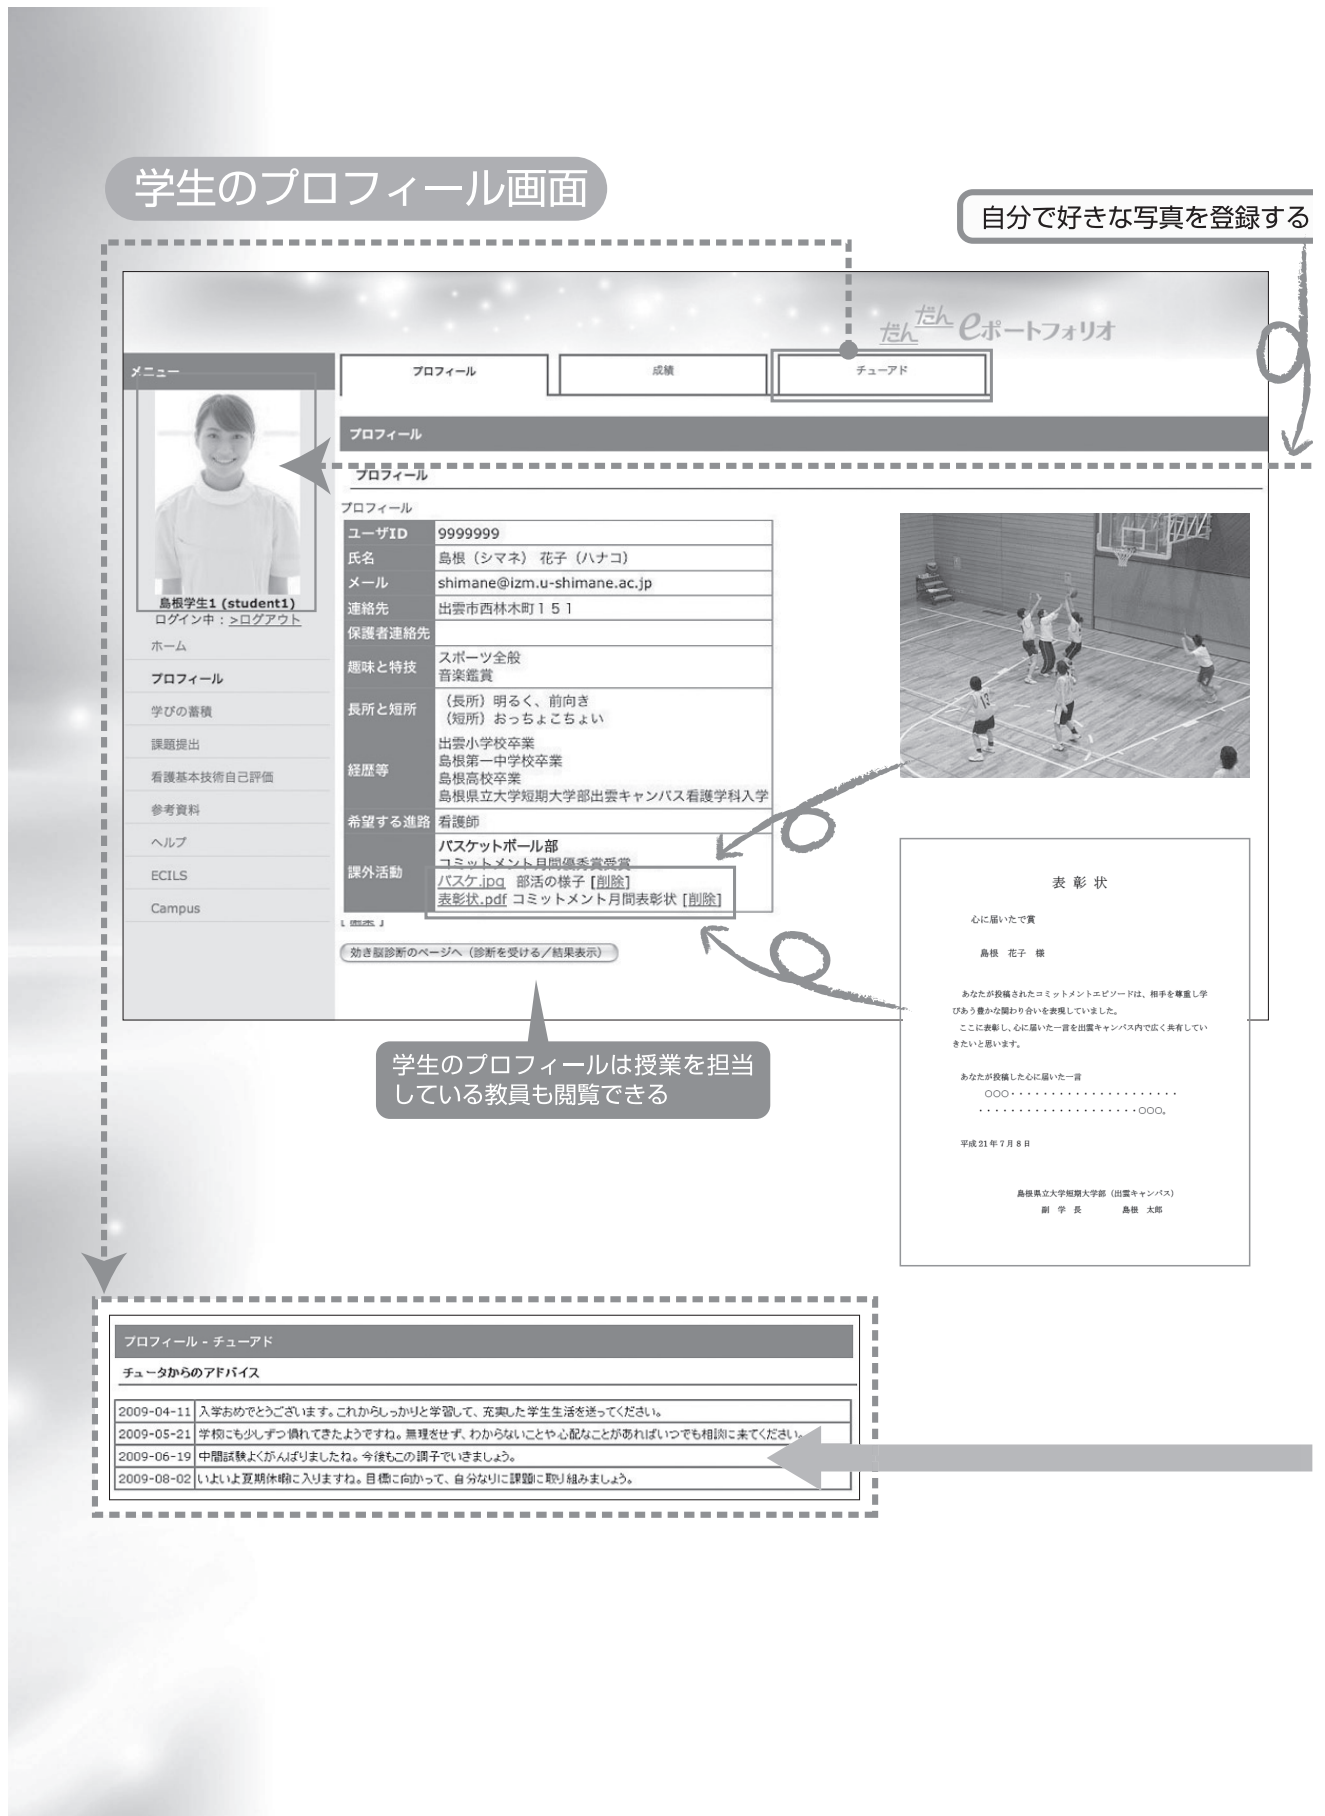 学生のプロフィール画面
自分で好きな写真を登録する
だんだん eポートフォリオ
メニュー
プロフィール
成績
チューアド
プロフィール
プロフィール
プロフィール
ユーザID 9999999
氏名 島根（シマネ） 花子（ハナコ）
メール shimane@izm.u-shimane.ac.jp
連絡先 出雲市西林木町１５１
保護者連絡先
趣味と特技 スポーツ全般
音楽鑑賞
長所と短所 （長所）明るく、前向き
（短所）おっちょこちょい
経歴等 出雲小学校卒業
島根第一中学校卒業
島根高校卒業
島根県立大学短期大学部出雲キャンパス看護学科入学
希望する進路 看護師
課外活動 バスケットボール部
コミットメント月間優秀賞受賞
バスケ.jpg 部活の様子 [削除]
表彰状.pdf コミットメント月間表彰状 [削除]
[ 編集 ]
効き脳診断のページへ（診断を受ける／結果表示）
島根学生1 (student1)
ログイン中 : >ログアウト
ホーム
プロフィール
学びの蓄積
課題提出
看護基本技術自己評価
参考資料
ヘルプ
ECILS
Campus
13
学生のプロフィールは授業を担当
している教員も閲覧できる
表 彰 状
心に届いたで賞
島根 花子 様
あなたが投稿されたコミットメントエピソードは、相手を尊重し学
びあう豊かな関わり合いを表現していました。
ここに表彰し、心に届いた一言を出雲キャンパス内で広く共有してい
きたいと思います。
あなたが投稿した心に届いた一言
○○○・・・・・・・・・・・・・・・・・・・・・・
・・・・・・・・・・・・・・・・・・・・・○○○。
平成 21 年 7 月 8 日
島根県立大学短期大学部（出雲キャンパス）
副 学 長 島根 太郎
プロフィール - チューアド
チュータからのアドバイス
2009-04-11 入学おめでとうございます。これからしっかりと学習して、充実した学生生活を送ってください。
2009-05-21 学校にも少しずつ慣れてきたようですね。無理をせず、わからないことや心配なことがあればいつでも相談に来てください。
2009-06-19 中間試験よくがんばりましたね。今後もこの調子でいきましょう。
2009-08-02 いよいよ夏期休暇に入りますね。目標に向かって、自分なりに課題に取り組みましょう。